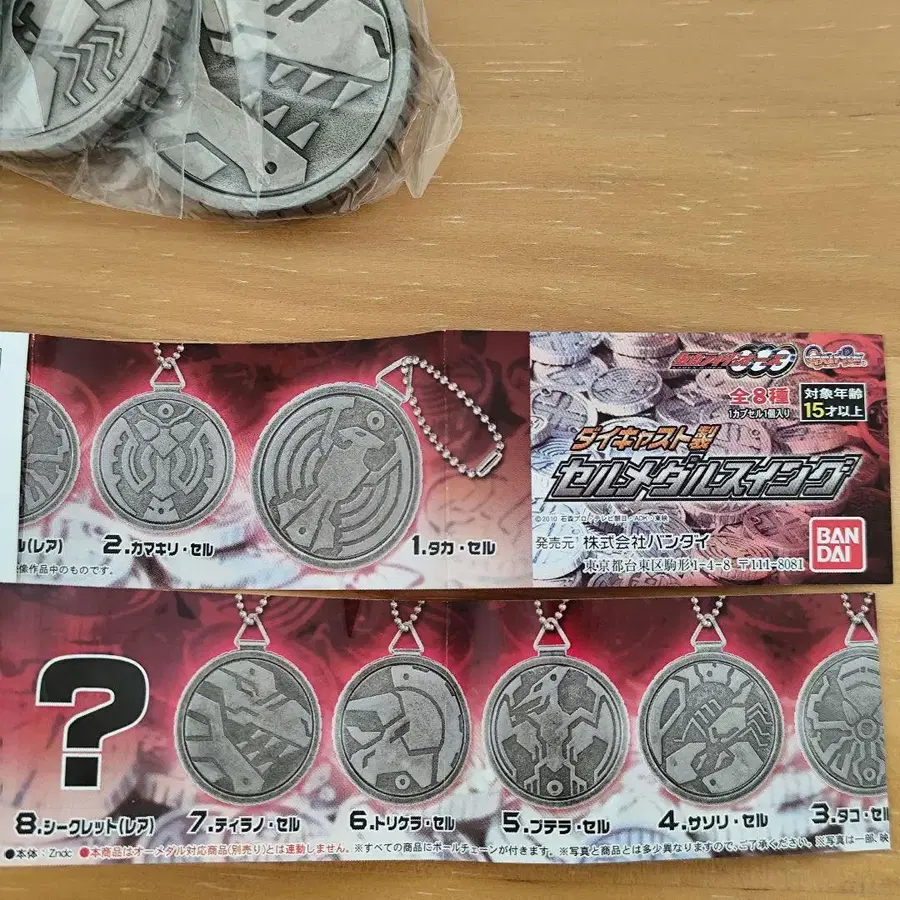 仮面ライダーOOO
全8種
1カプセル1個入り
対象年齢
15才以上
ダイキャスト製
セルメダルスイング
©2010 石森プロ・テレビ朝日・ADK・東映
発売元 株式会社バンダイ
東京都台東区駒形1-4-8 〒111-8081
BAN
DAI
ル(レア)
2.カマキリ・セル
1.タカ・セル
像作品中のものです。
?
8.シークレット(レア)
7.ティラノ・セル
6.トリケラ・セル
5.プテラ・セル
4.サソリ・セル
3.タコ・セル
●本体:Zndc ●本商品はオーメダル対応商品(別売り)とは連動しません。※すべての商品にボールチェーンが付きます。※写真と商品とは多少異なりますので、ご了承ください。※写真は一部、映